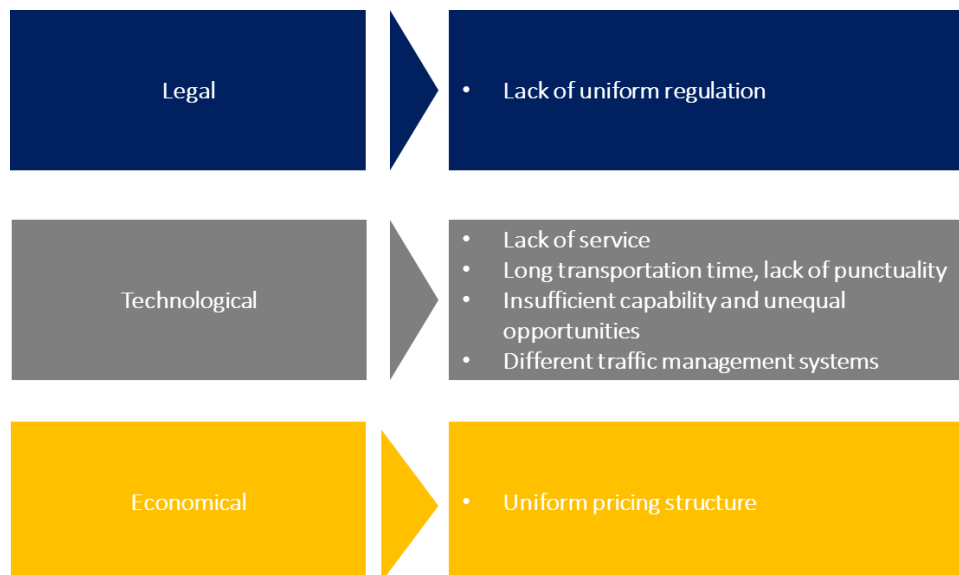 Legal
• Lack of uniform regulation
Technological
• Lack of service
• Long transportation time, lack of punctuality
• Insufficient capability and unequal
opportunities
• Different traffic management systems
Economical
• Uniform pricing structure